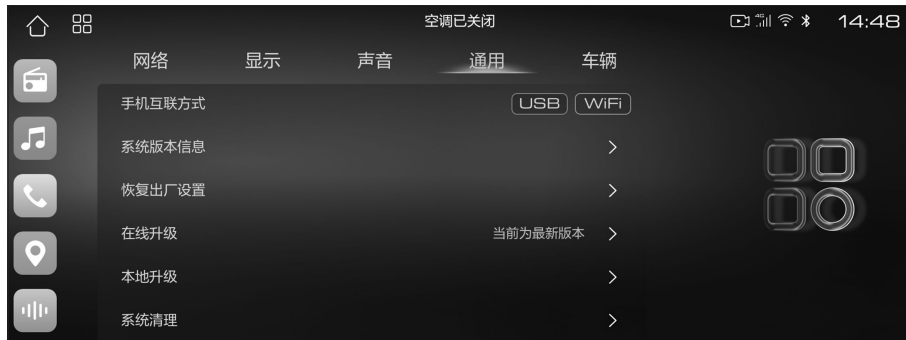 空调已关闭 4G 14:48
网络 显示 声音 通用 车辆
手机互联方式 USB WiFi
系统版本信息
恢复出厂设置
在线升级 当前为最新版本
本地升级
系统清理